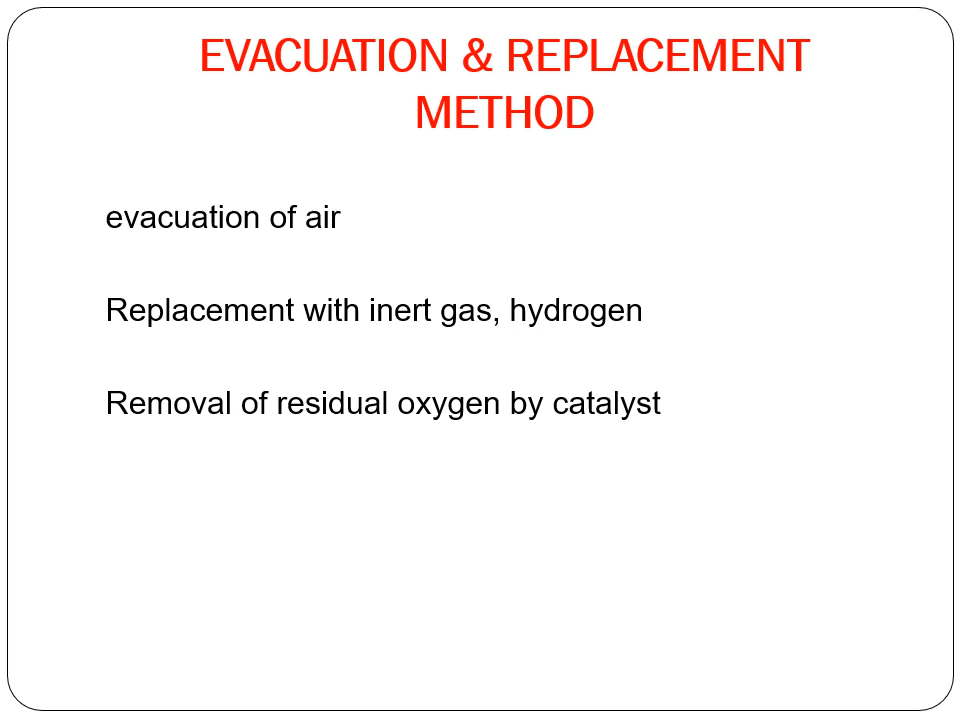 EVACUATION & REPLACEMENT
METHOD
evacuation of air
Replacement with inert gas, hydrogen
Removal of residual oxygen by catalyst